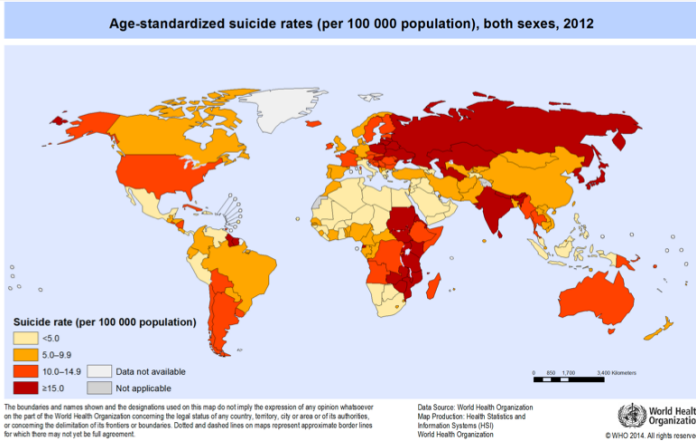 Age-standardized suicide rates (per 100 000 population), both sexes, 2012
Suicide rate (per 100 000 population)
<5.0
5.0–9.9
10.0–14.9
≥15.0
Data not available
Not applicable
0 850 1,700 3,400 Kilometers
The boundaries and names shown and the designations used on this map do not imply the expression of any opinion whatsoever
on the part of the World Health Organization concerning the legal status of any country, territory, city or area or of its authorities,
or concerning the delimitation of its frontiers or boundaries. Dotted and dashed lines on maps represent approximate border lines
for which there may not yet be full agreement.
Data Source: World Health Organization
Map Production: Health Statistics and
Information Systems (HSI)
World Health Organization
World Healt
Organizatio
© WHO 2014. All rights reserve